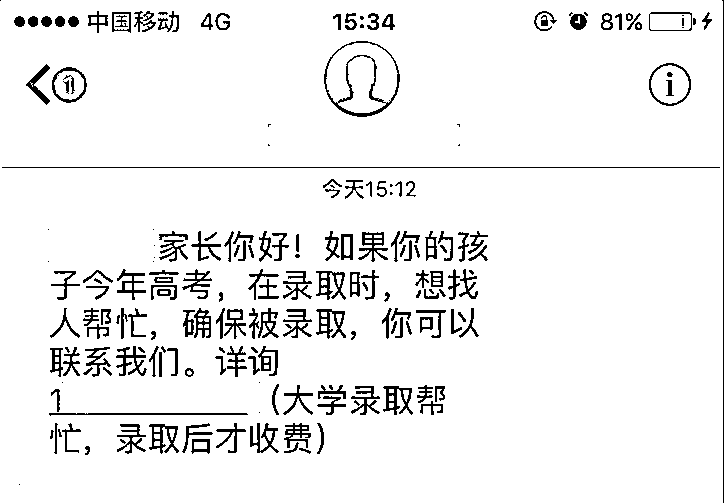 中国移动 4G 15:34 81%
1
i
今天15:12
家长你好！如果你的孩
子今年高考，在录取时，想找
人帮忙，确保被录取，你可以
联系我们。详询
1__________（大学录取帮
忙，录取后才收费）